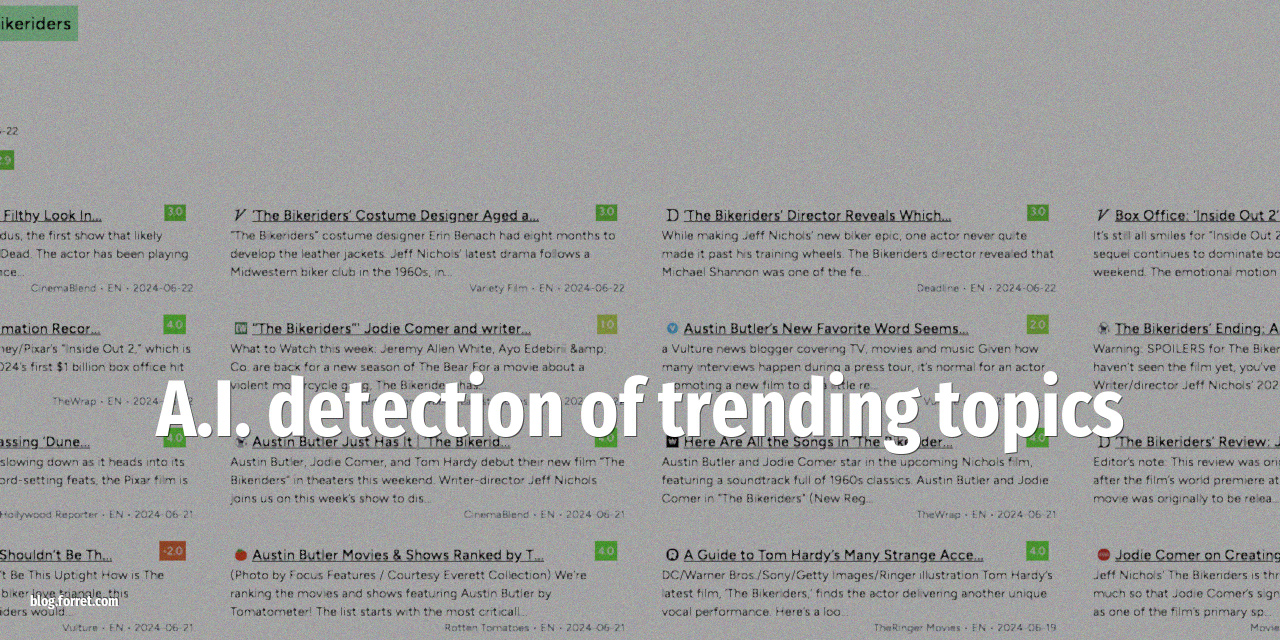 ikeriders
-22
.9
Filthy Look In...
3.0
dus, the first show that likely
Dead. The actor has been playing
nce...
CinemaBlend • EN • 2024-06-22
'The Bikeriders' Costume Designer Aged a...
3.0
"The Bikeriders" costume designer Erin Benach had eight months to
develop the leather jackets. Jeff Nichols' latest drama follows a
Midwestern biker club in the 1960s, in...
Variety Film • EN • 2024-06-22
'The Bikeriders' Director Reveals Which...
3.0
While making Jeff Nichols' new biker epic, one actor never quite
made it past his training wheels. The Bikeriders director revealed that
Michael Shannon was one of the fe...
Deadline • EN • 2024-06-22
Box Office: 'Inside Out 2'
It's still all smiles for "Inside Out 2
sequel continues to dominate bo
weekend. The emotional motion
mation Recor...
4.0
ney/Pixar's "Inside Out 2," which is
024's first $1 billion box office hit
TheWrap • EN • 2024-
"The Bikeriders"' Jodie Comer and writer...
1.0
What to Watch this week: Jeremy Allen White, Ayo Edebirii &amp;
Co. are back for a new season of The Bear For a movie about a
violent motorcycle gang, The Bikeriders has...
Austin Butler's New Favorite Word Seems...
2.0
a Vulture news blogger covering TV, movies and music Given how
many interviews happen during a press tour, it's normal for an actor
promoting a new film to
The Bikeriders' Ending: A
Warning: SPOILERS for The Biker
haven't seen the film yet, you've
Writer/director Jeff Nichols' 202
A.I. detection of trending topics
assing 'Dune...
4.0
slowing down as it heads into its
ord-setting feats, the Pixar film is
Hollywood Reporter • EN • 2024-06-21
Austin Butler Just Has It | 'The Bikerid...
4.0
Austin Butler, Jodie Comer, and Tom Hardy debut their new film "The
Bikeriders" in theaters this weekend. Writer-director Jeff Nichols
joins us on this week's show to dis...
CinemaBlend • EN • 2024-06-21
Here Are All the Songs in 'The Bikerider...
4.0
Austin Butler and Jodie Comer star in the upcoming Nichols film,
featuring a soundtrack full of 1960s classics. Austin Butler and Jodie
Comer in "The Bikeriders" (New Reg...
TheWrap • EN • 2024-06-21
'The Bikeriders' Review: J
Editor's note: This review was ori
after the film's world premiere at
movie was originally to be relea...
Shouldn't Be Th...
-2.0
't Be This Uptight How is The
biker love triangle, this
iders would...
Vulture • EN • 2024-06-21
Austin Butler Movies & Shows Ranked by T...
4.0
(Photo by Focus Features / Courtesy Everett Collection) We're
ranking the movies and shows featuring Austin Butler by
Tomatometer! The list starts with the most criticall...
Rotten Tomatoes • EN • 2024-06-21
A Guide to Tom Hardy's Many Strange Acce...
4.0
DC/Warner Bros./Sony/Getty Images/Ringer illustration Tom Hardy's
latest film, 'The Bikeriders,' finds the actor delivering another unique
vocal performance. Here's a loo...
TheRinger Movies • EN • 2024-06-19
Jodie Comer on Creating
Jeff Nichols' The Bikeriders is thr
much so that Jodie Comer's sign
as one of the film's primary sp...
Movie
blog.forret.com